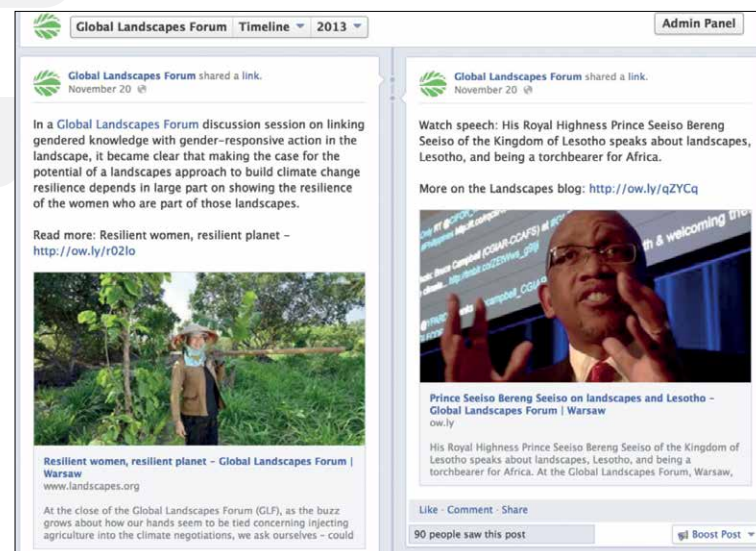 Global Landscapes Forum Timeline 2013
Admin Panel
Global Landscapes Forum shared a link.
November 20
In a Global Landscapes Forum discussion session on linking
gendered knowledge with gender-responsive action in the
landscape, it became clear that making the case for the
potential of a landscapes approach to build climate change
resilience depends in large part on showing the resilience
of the women who are part of those landscapes.
Read more: Resilient women, resilient planet –
http://ow.ly/r02lo
Resilient women, resilient planet – Global Landscapes Forum |
Warsaw
www.landscapes.org
At the close of the Global Landscapes Forum (GLF), as the buzz
grows about how our hands seem to be tied concerning injecting
agriculture into the climate negotiations, we ask ourselves – could
Global Landscapes Forum shared a link.
November 20
Watch speech: His Royal Highness Prince Seeiso Bereng
Seeiso of the Kingdom of Lesotho speaks about landscapes,
Lesotho, and being a torchbearer for Africa.
More on the Landscapes blog: http://ow.ly/qZYCq
th & welcoming the
Prince Seeiso Bereng Seeiso on landscapes and Lesotho –
Global Landscapes Forum | Warsaw
ow.ly
His Royal Highness Prince Seeiso Bereng Seeiso of the Kingdom of
Lesotho speaks about landscapes, Lesotho, and being a
torchbearer for Africa. At the Global Landscapes Forum, Warsaw,
Like · Comment · Share
90 people saw this post
Boost Post